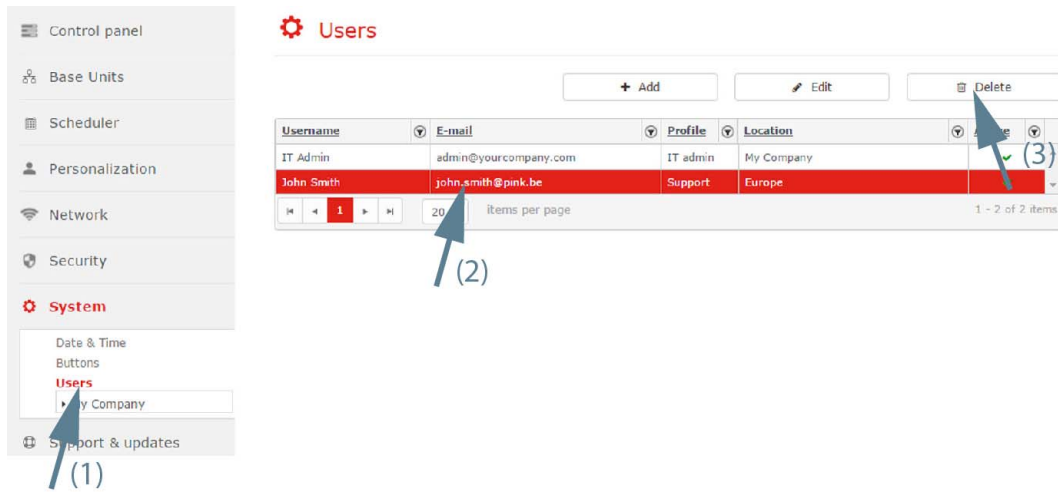 Control panel
Base Units
Scheduler
Personalization
Network
Security
System
Date & Time
Buttons
Users
My Company
Support & updates
(1)
Users
+ Add
Edit
Delete
Username E-mail Profile Location
IT Admin admin@yourcompany.com IT admin My Company
John Smith john.smith@pink.be Support Europe
1 20 items per page 1 - 2 of 2 items
(2)
(3)